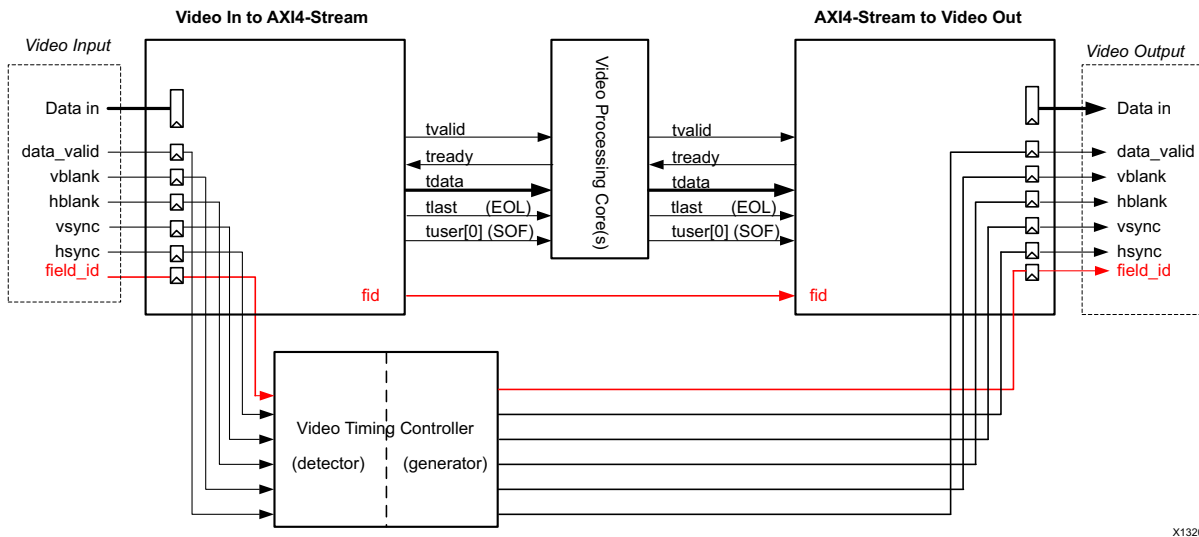 Video In to AXI4-Stream
AXI4-Stream to Video Out
Video Input
Video Output
Data in
data_valid
vblank
hblank
vsync
hsync
field_id
tvalid
tready
tdata
tlast (EOL)
tuser[0] (SOF)
fid
Video Processing Core(s)
tvalid
tready
tdata
tlast (EOL)
tuser[0] (SOF)
fid
Data in
data_valid
vblank
hblank
vsync
hsync
field_id
Video Timing Controller
(detector) (generator)